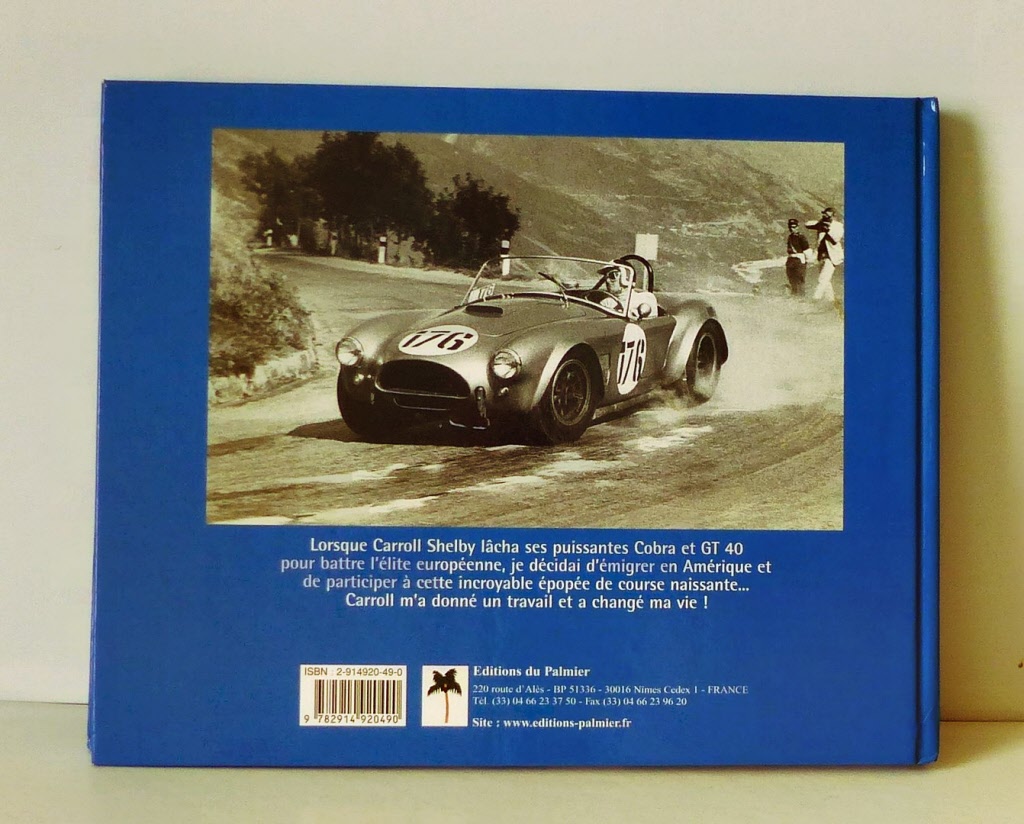 176
176
Lorsque Carroll Shelby lâcha ses puissantes Cobra et GT 40
pour battre l'élite européenne, je décidai d'émigrer en Amérique et
de participer à cette incroyable épopée de course naissante...
Carroll m'a donné un travail et a changé ma vie !
ISBN : 2-914920-49-0
9 782914 920490
Editions du Palmier
220 route d'Alès - BP 51336 - 30016 Nîmes Cedex 1 - FRANCE
Tél (33) 04 66 23 37 50 - Fax (33) 04 66 23 96 20
Site : www.editions-palmier.fr